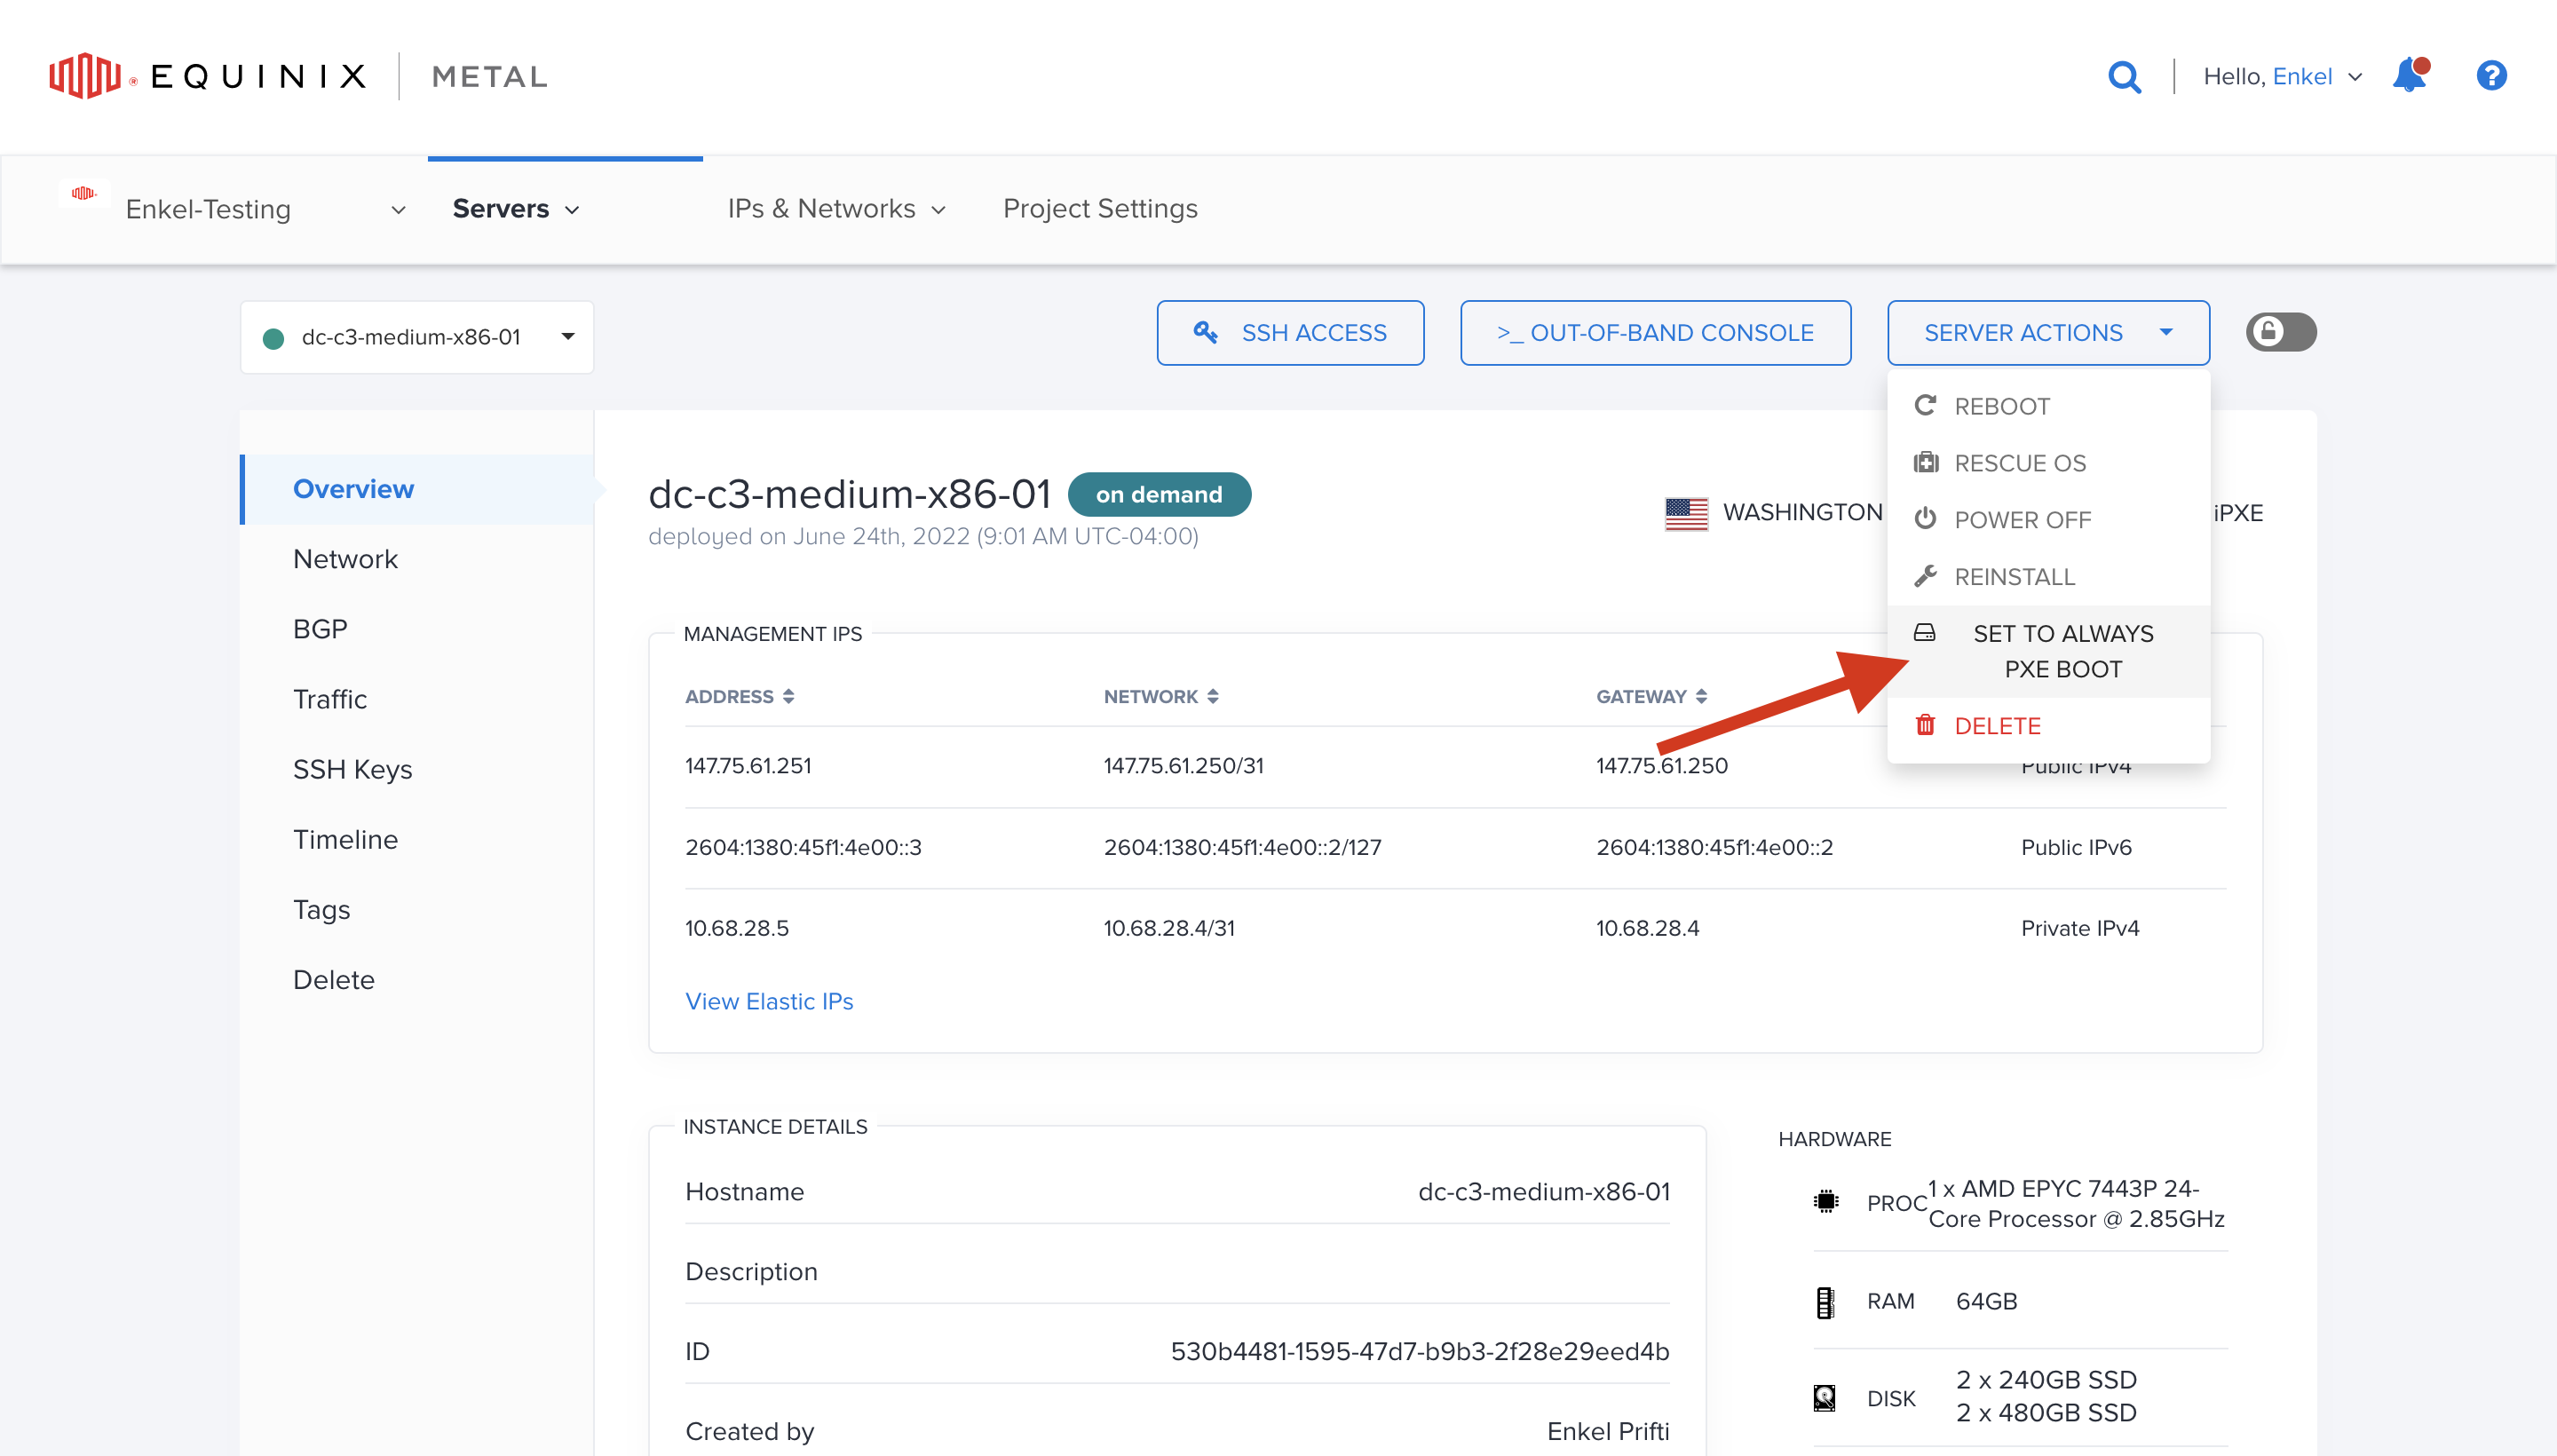 EQUINIX | METAL
Hello, Enkel
Enkel-Testing
Servers
IPs & Networks
Project Settings
dc-c3-medium-x86-01
SSH ACCESS
>_ OUT-OF-BAND CONSOLE
SERVER ACTIONS
REBOOT
RESCUE OS
POWER OFF
REINSTALL
SET TO ALWAYS
PXE BOOT
DELETE
Overview
Network
BGP
Traffic
SSH Keys
Timeline
Tags
Delete
dc-c3-medium-x86-01 on demand
deployed on June 24th, 2022 (9:01 AM UTC-04:00)
WASHINGTON
iPXE
MANAGEMENT IPS
ADDRESS NETWORK GATEWAY
147.75.61.251 147.75.61.250/31 147.75.61.250 Public IPv4
2604:1380:45f1:4e00::3 2604:1380:45f1:4e00::2/127 2604:1380:45f1:4e00::2 Public IPv6
10.68.28.5 10.68.28.4/31 10.68.28.4 Private IPv4
View Elastic IPs
INSTANCE DETAILS
Hostname dc-c3-medium-x86-01
Description
ID 530b4481-1595-47d7-b9b3-2f28e29eed4b
Created by Enkel Prifti
HARDWARE
PROC 1 x AMD EPYC 7443P 24-
Core Processor @ 2.85GHz
RAM 64GB
DISK 2 x 240GB SSD
2 x 480GB SSD